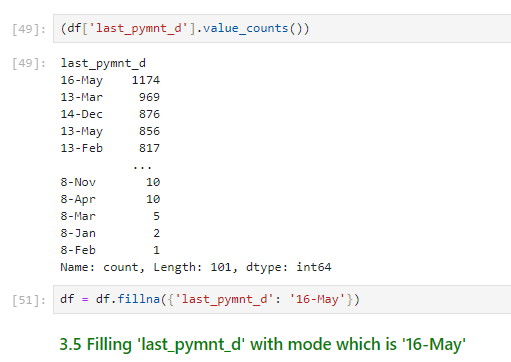 [49]: (df['last_pymnt_d'].value_counts())
[49]: last_pymnt_d
16-May    1174
13-Mar     969
14-Dec     876
13-May     856
13-Feb     817
          ...
8-Nov       10
8-Apr       10
8-Mar        5
8-Jan        2
8-Feb        1
Name: count, Length: 101, dtype: int64
[51]: df = df.fillna({'last_pymnt_d': '16-May'})
3.5 Filling 'last_pymnt_d' with mode which is '16-May'